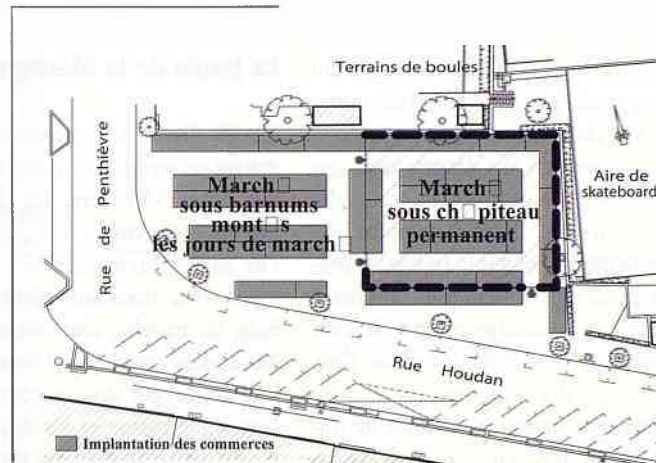 Terrains de boules
Rue de Penthièvre
March□
sous barnums
mont□s
les jours de march□
March□
sous ch□piteau
permanent
Aire de
skateboard
Rue Houdan
Implantation des commerces